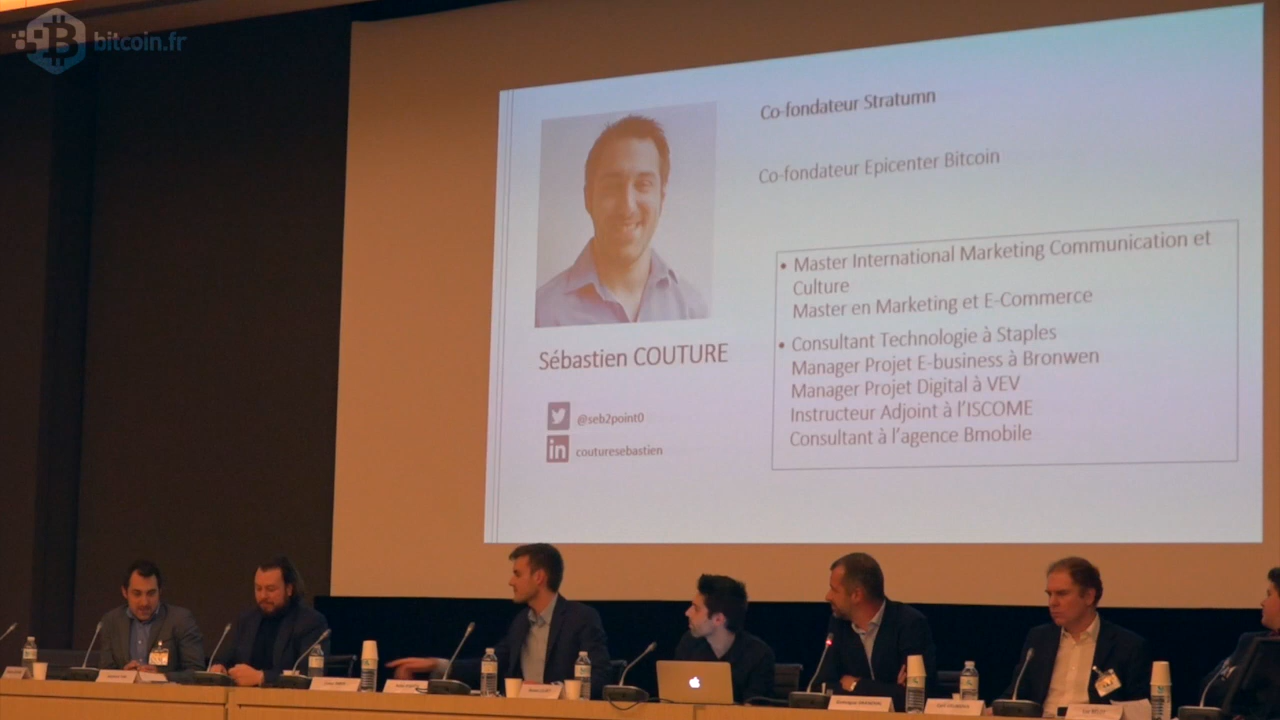 bitcoin.fr
Co-fondateur Stratumn
Co-fondateur Epicenter Bitcoin
• Master International Marketing Communication et
Culture
Master en Marketing et E-Commerce
• Consultant Technologie à Staples
Manager Projet E-business à Bronwen
Manager Projet Digital à VEV
Instructeur Adjoint à l'ISCOME
Consultant à l'agence Bmobile
Sébastien COUTURE
@seb2point0
in couturesebastien